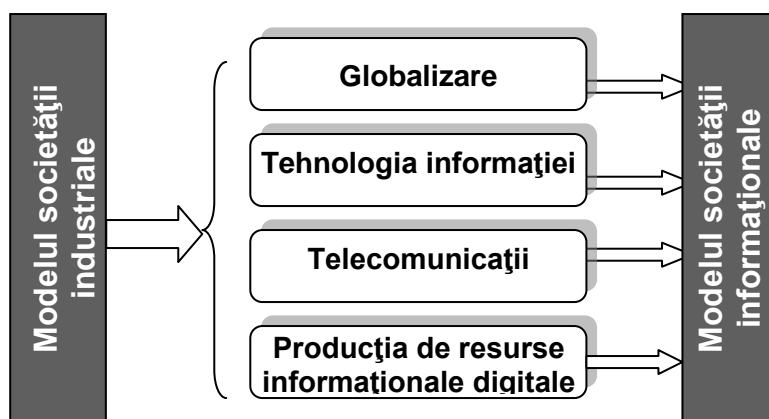 Modelul societăţii
industriale
Globalizare
Tehnologia informaţiei
Telecomunicaţii
Producţia de resurse
informaţionale digitale
Modelul societăţii
informaţionale